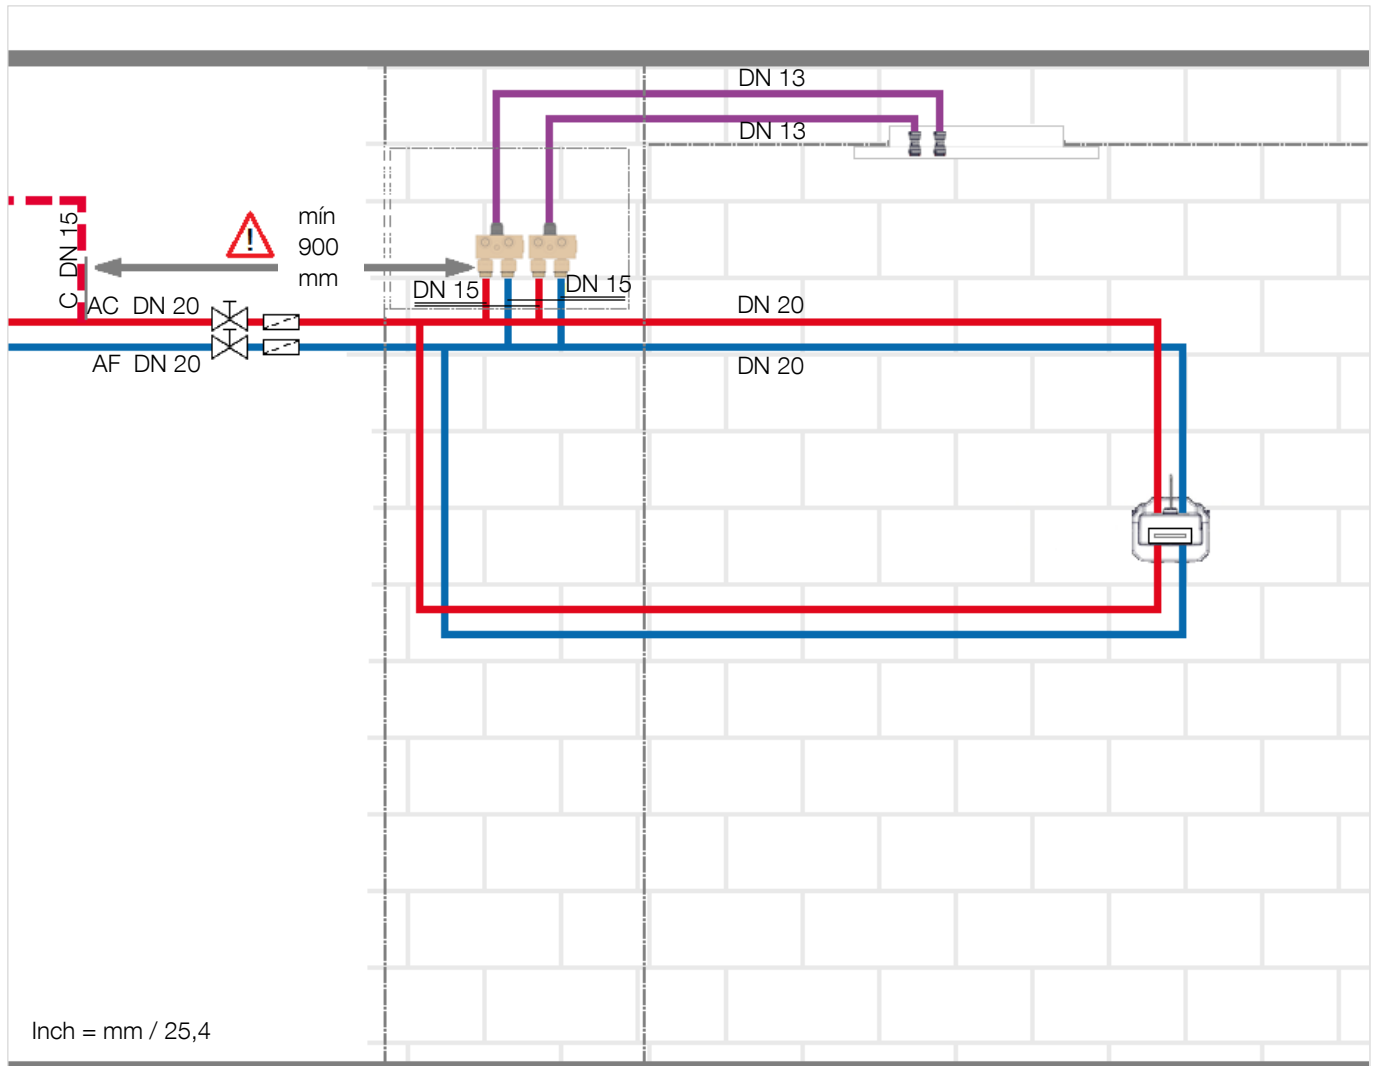 DN 13
DN 13
mín
900
mm
C DN 15
DN 15
DN 15
AC DN 20
DN 20
AF DN 20
DN 20
Inch = mm / 25,4